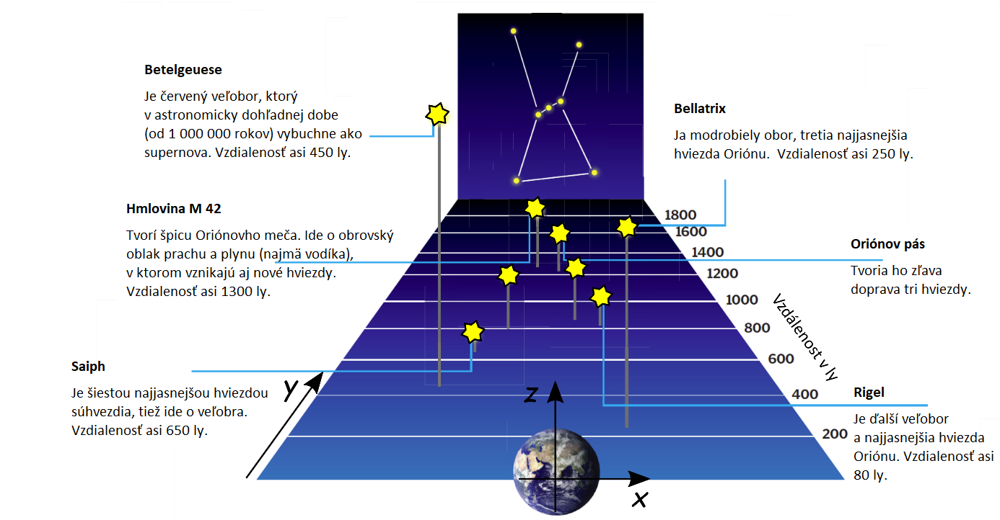 Betelgeuese
Je červený veľobor, ktorý
v astronomicky dohľadnej dobe
(od 1 000 000 rokov) vybuchne ako
supernova. Vzdialenosť asi 450 ly.
Hmlovina M 42
Tvorí špicu Oriónovho meča. Ide o obrovský
oblak prachu a plynu (najmä vodíka),
v ktorom vznikajú aj nové hviezdy.
Vzdialenosť asi 1300 ly.
Saiph
Je šiestou najjasnejšou hviezdou
súhvezdia, tiež ide o veľobra.
Vzdialenosť asi 650 ly.
Bellatrix
Ja modrobiely obor, tretia najjasnejšia
hviezda Oriónu. Vzdialenosť asi 250 ly.
Oriónov pás
Tvoria ho zľava
doprava tri hviezdy.
Rigel
Je ďalší veľobor
a najjasnejšia hviezda
Oriónu. Vzdialenosť asi
80 ly.
1800
1600
1400
1200
1000
800
600
400
200
Vzdálenost v ly
y
z
x